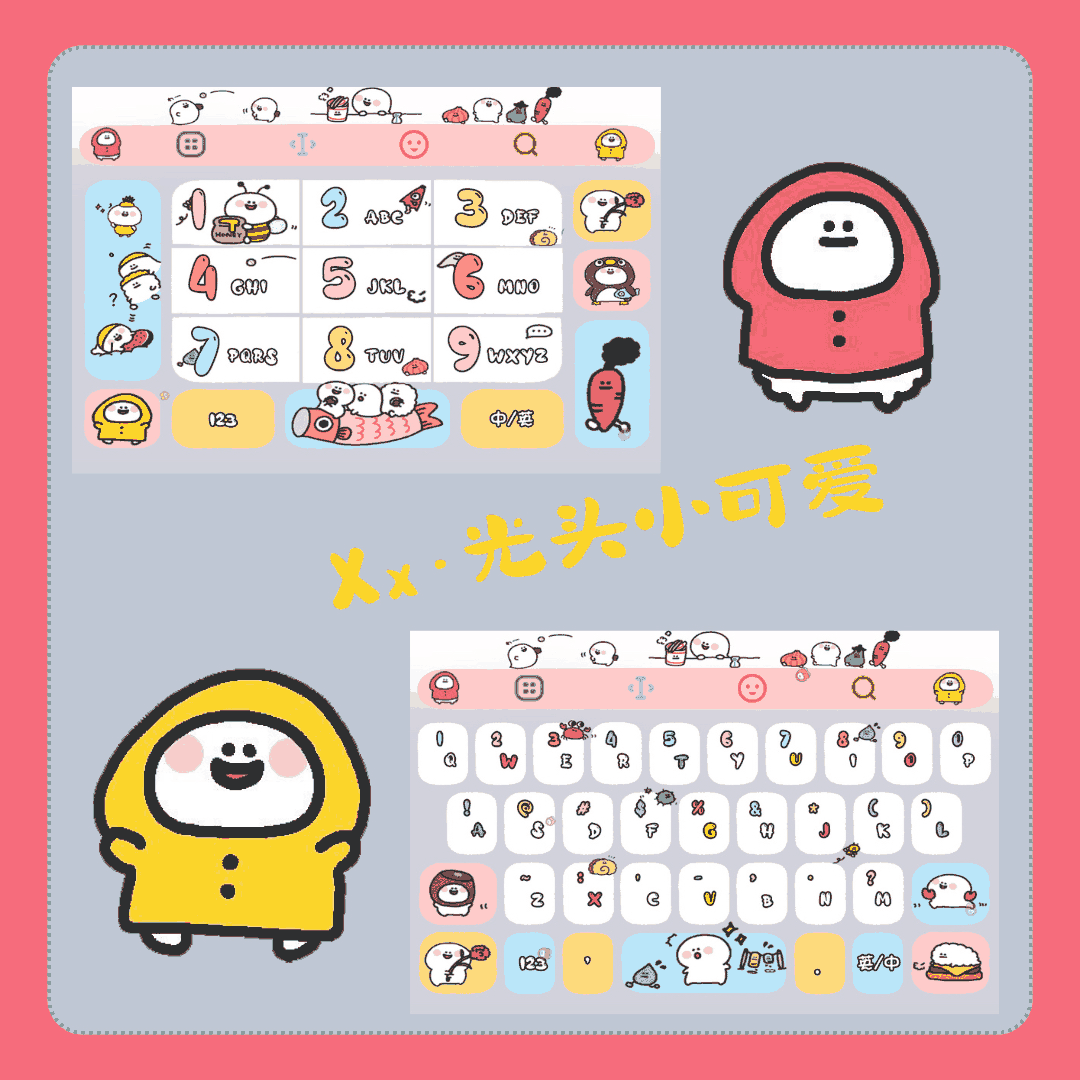 1
HONEY
2 ABC
3 DEF
4 GHI
5 JKL
6 MNO
?
7 PQRS
8 TUV
9 WXYZ
123
中/英
Xx·光头小可爱
1 2 3 4 5 6 7 8 9 0
Q W E R T Y U I O P
! @ # $ % & * ( )
A S D F G H J K L
~ : ' - , . ?
Z X C V B N M
123 , 。 英/中